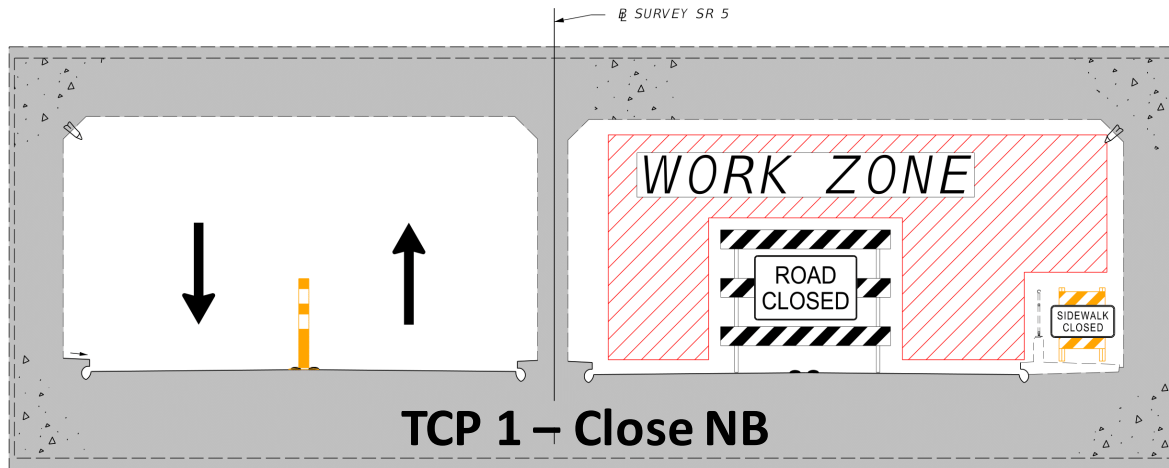 ℄ SURVEY SR 5
WORK ZONE
ROAD
CLOSED
SIDEWALK
CLOSED
TCP 1 – Close NB